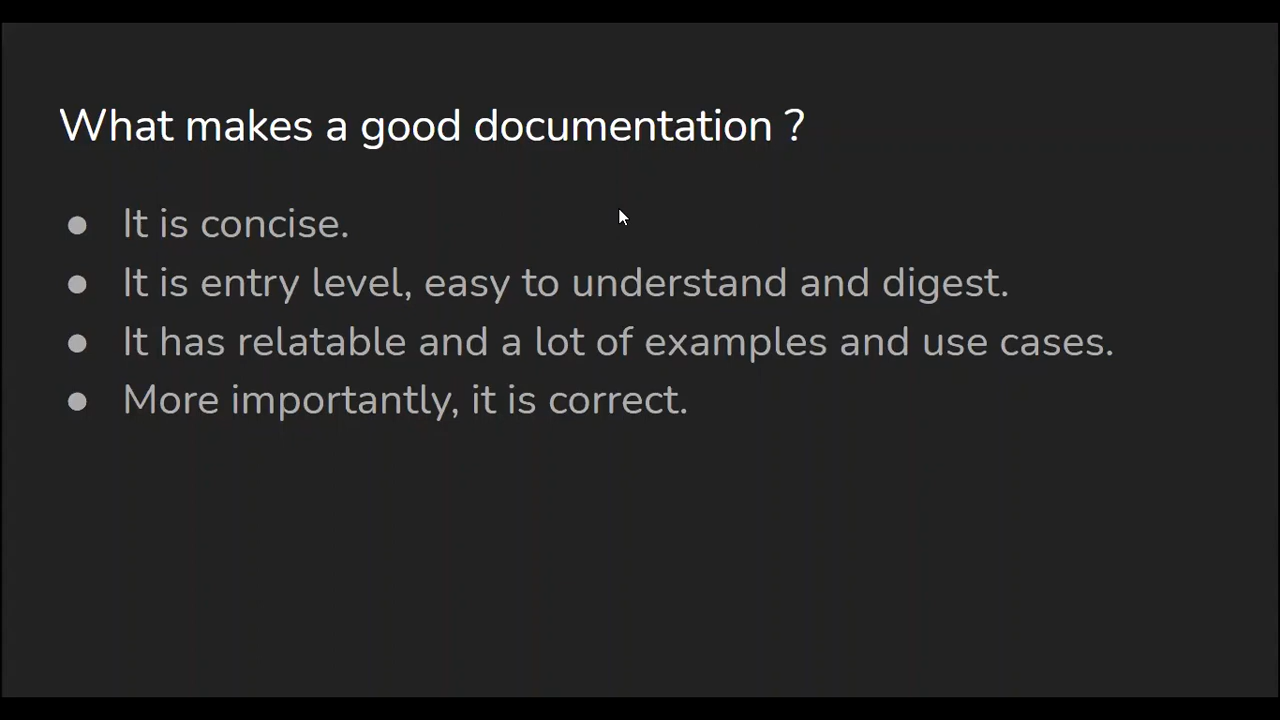 What makes a good documentation ?
● It is concise.
● It is entry level, easy to understand and digest.
● It has relatable and a lot of examples and use cases.
● More importantly, it is correct.